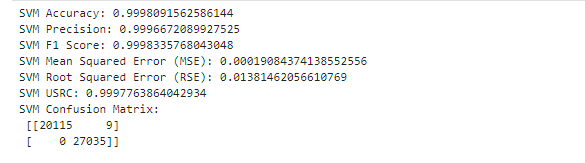 SVM Accuracy: 0.9998091562586144
SVM Precision: 0.9996672089927525
SVM F1 Score: 0.9998335768043048
SVM Mean Squared Error (MSE): 0.00019084374138552556
SVM Root Squared Error (RSE): 0.01381462056610769
SVM USRC: 0.9997763864042934
SVM Confusion Matrix:
[[20115     9]
[    0 27035]]